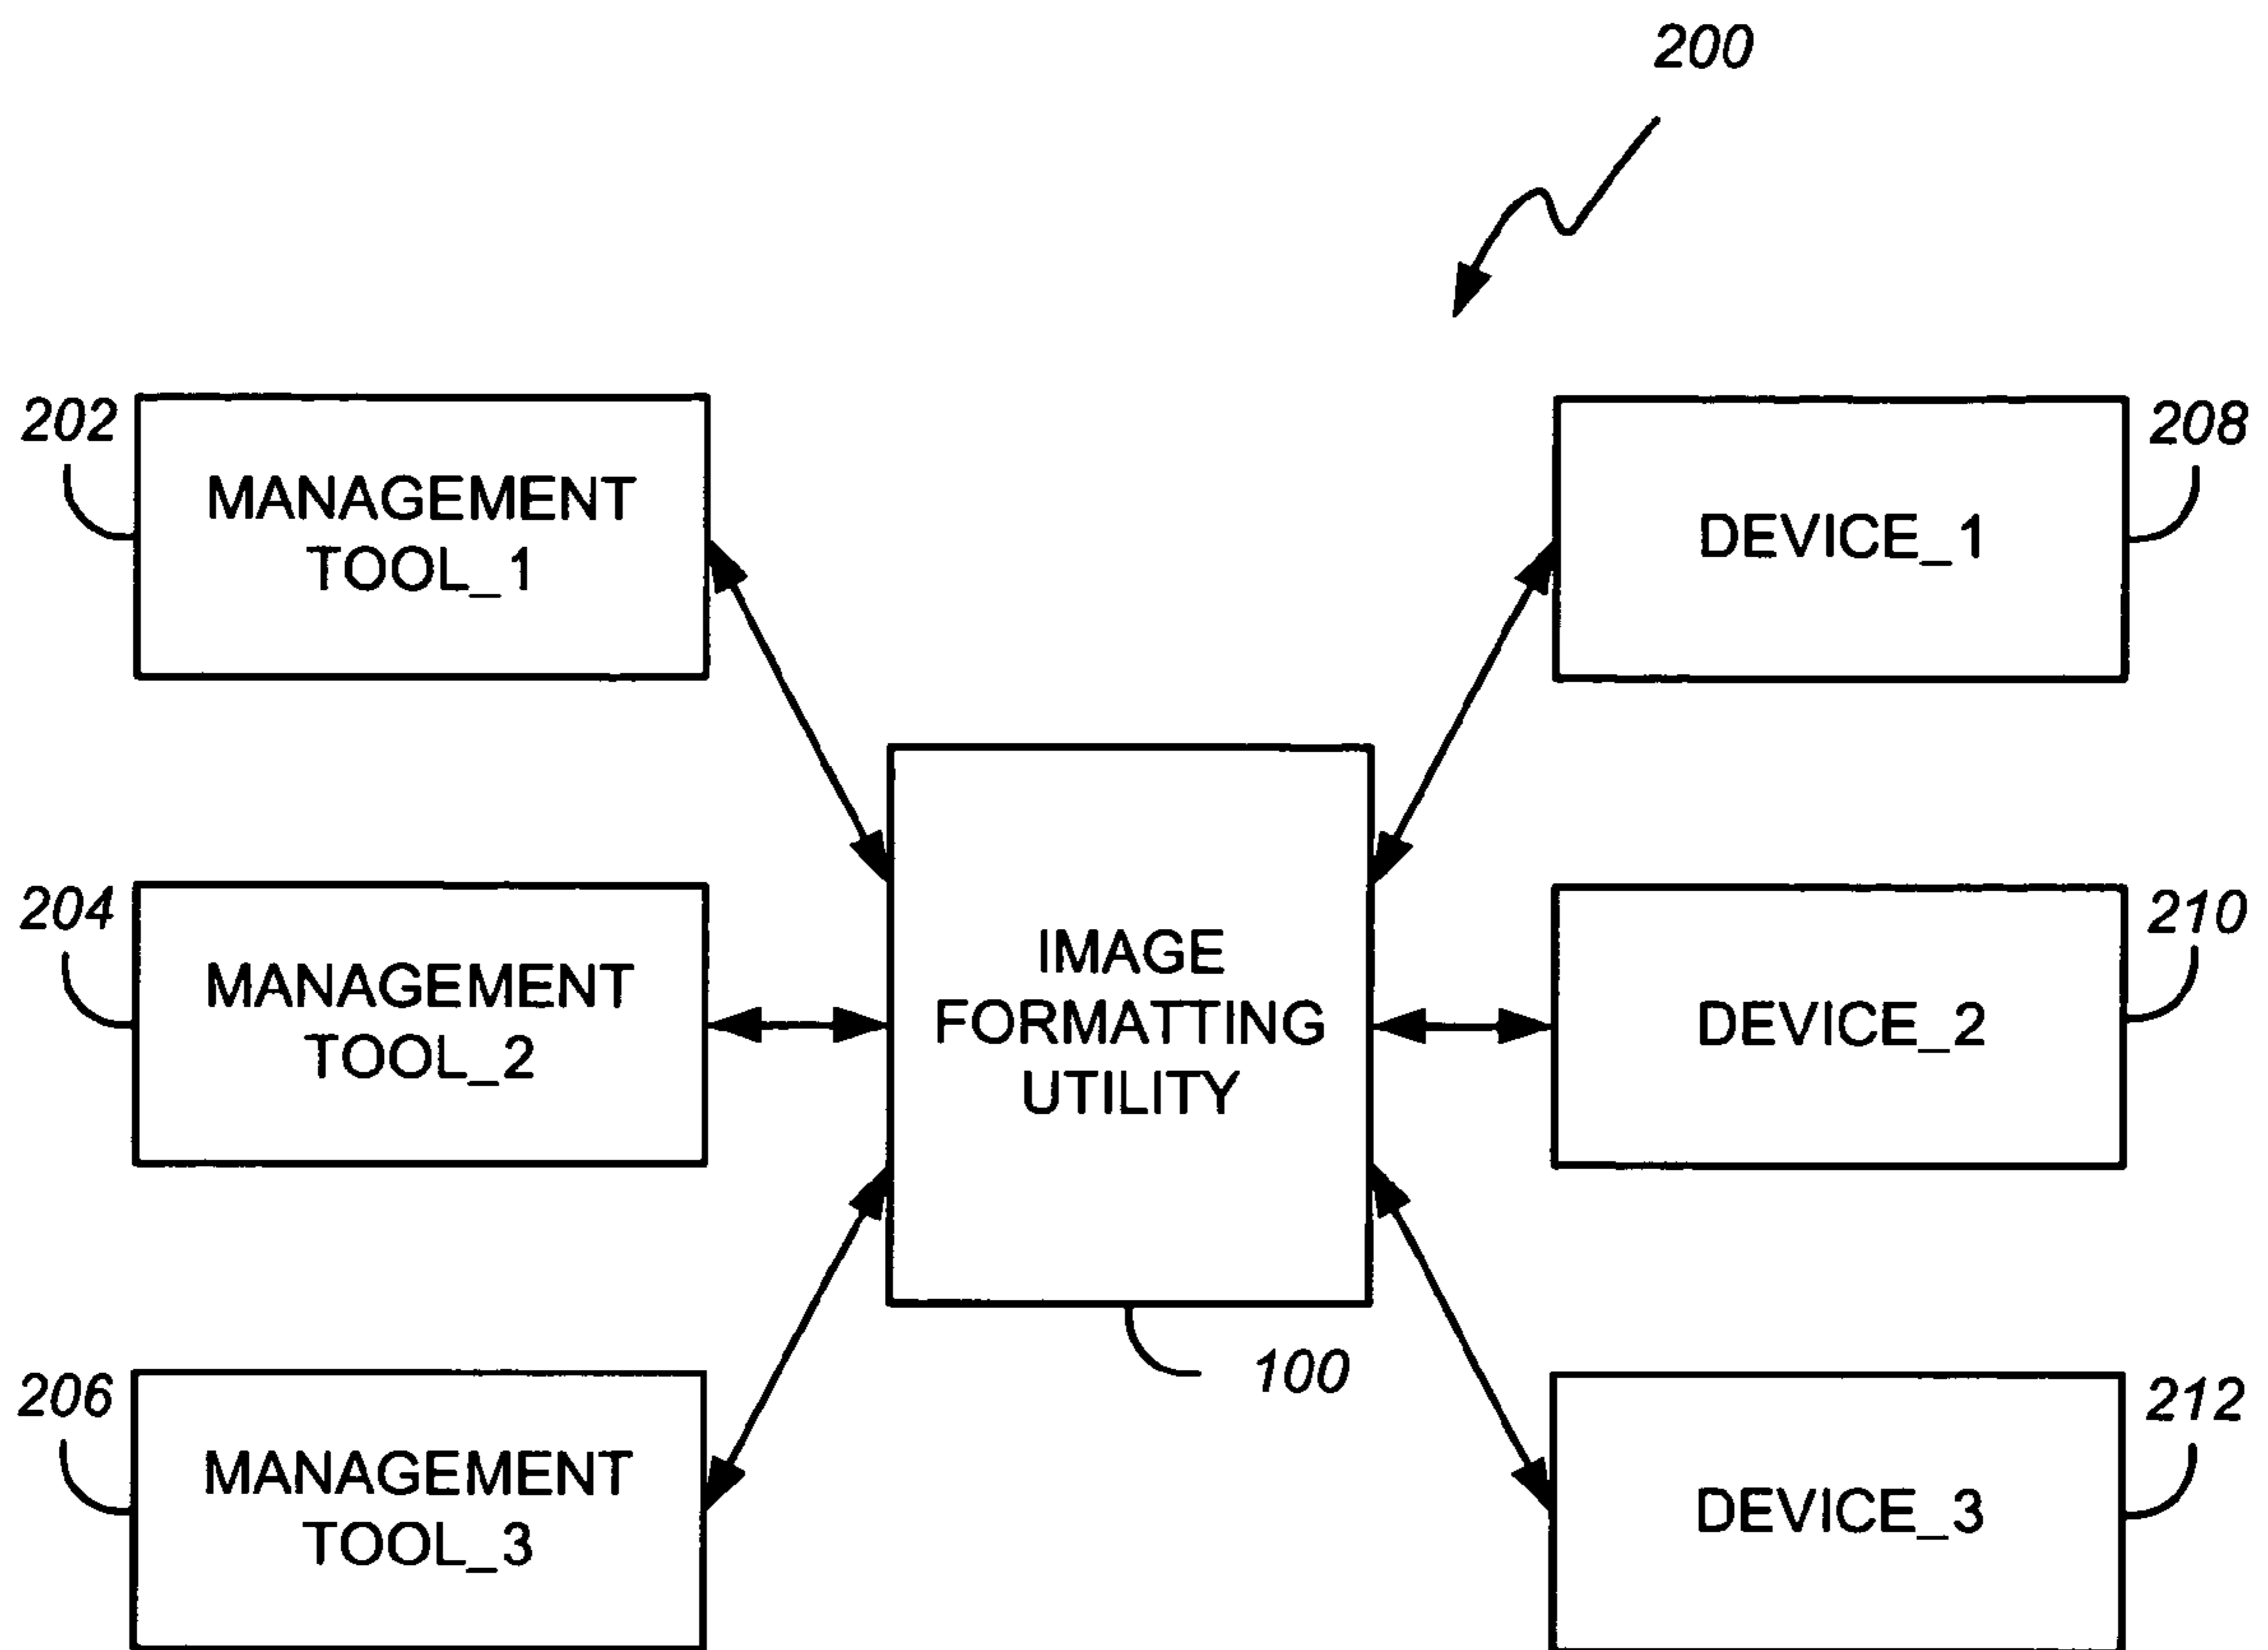 200
202
MANAGEMENT
TOOL_1
DEVICE_1
208
204
MANAGEMENT
TOOL_2
IMAGE
FORMATTING
UTILITY
DEVICE_2
210
100
206
MANAGEMENT
TOOL_3
DEVICE_3
212